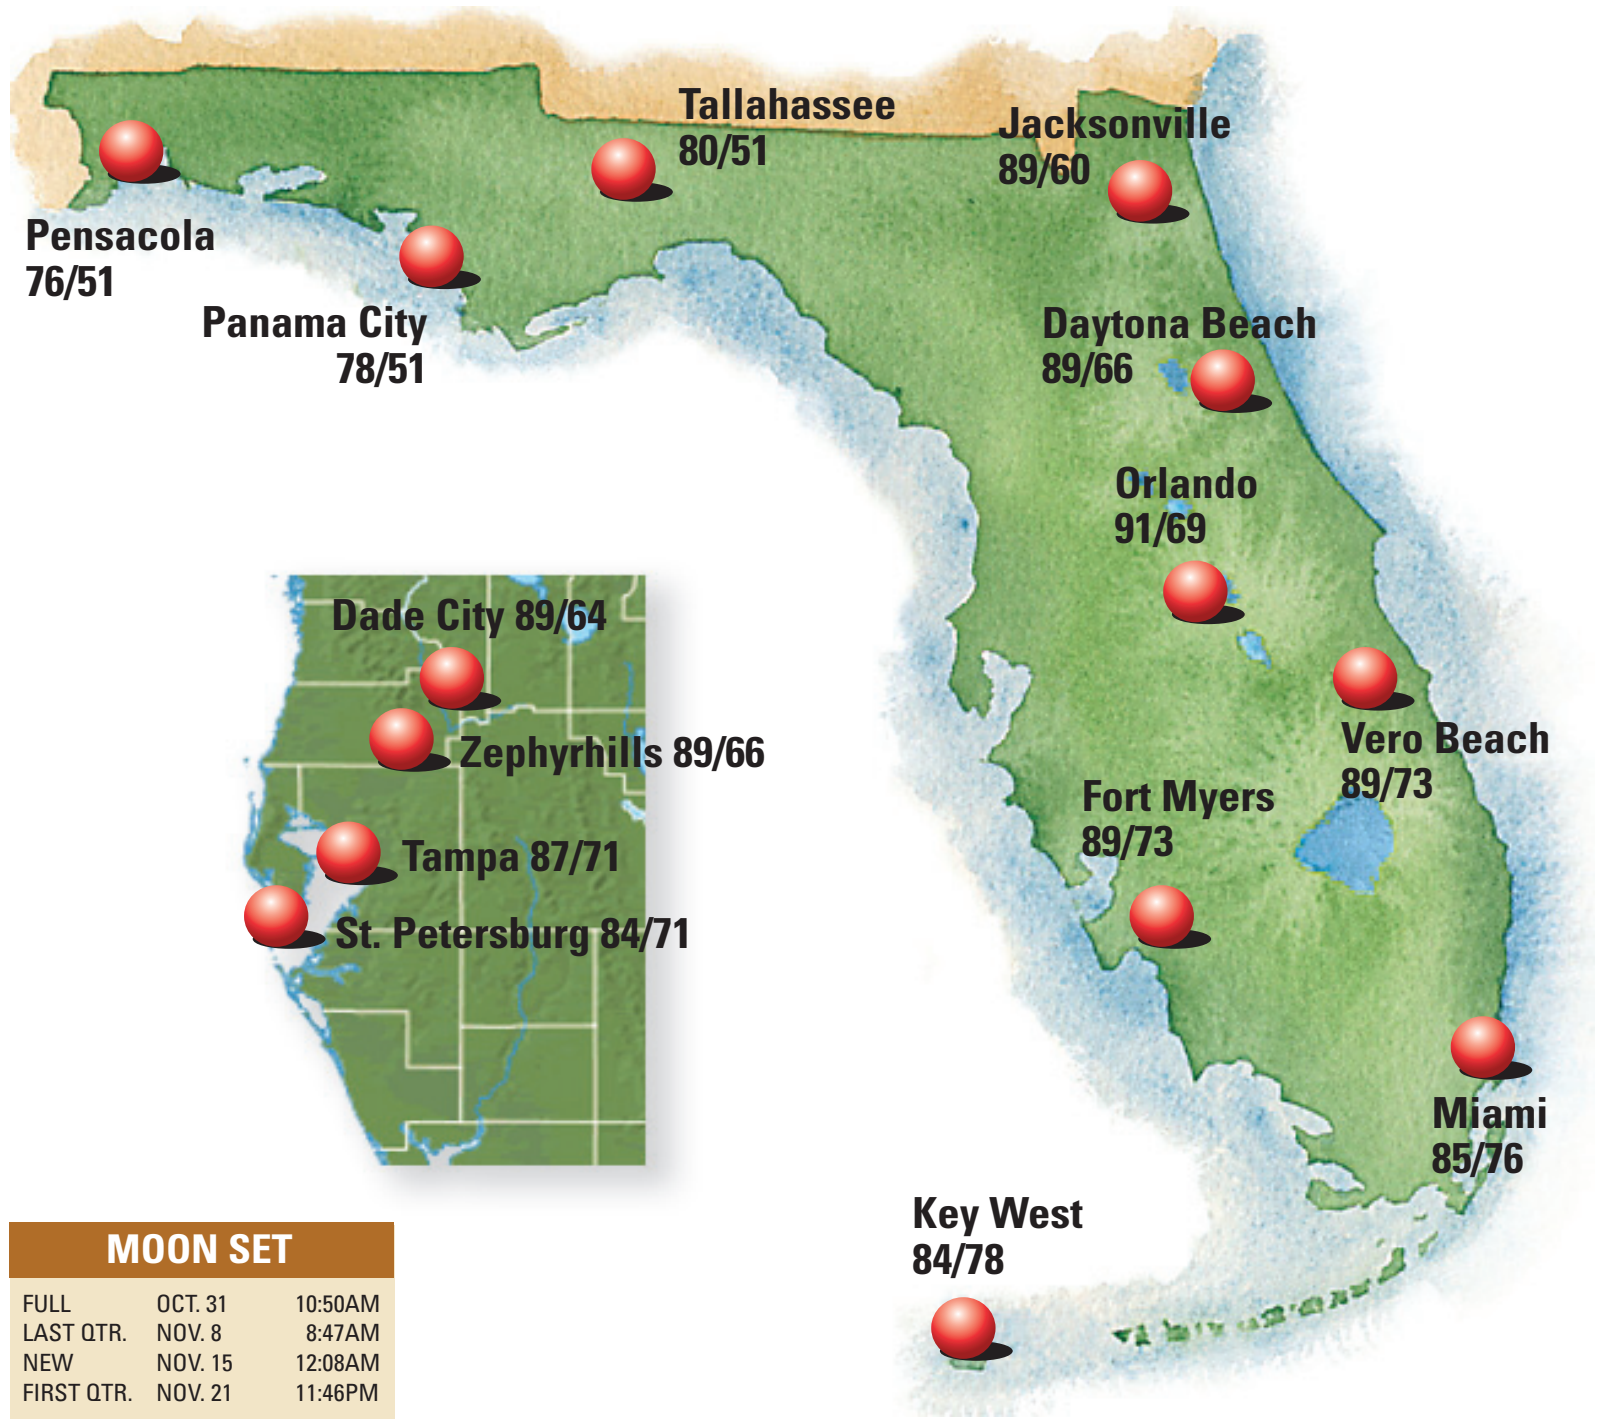 Tallahassee
80/51
Jacksonville
89/60
Pensacola
76/51
Panama City
78/51
Daytona Beach
89/66
Orlando
91/69
Dade City 89/64
Zephyrhills 89/66
Vero Beach
89/73
Fort Myers
89/73
Tampa 87/71
St. Petersburg 84/71
Miami
85/76
Key West
84/78
MOON SET
FULL OCT. 31 10:50AM
LAST QTR. NOV. 8 8:47AM
NEW NOV. 15 12:08AM
FIRST QTR. NOV. 21 11:46PM